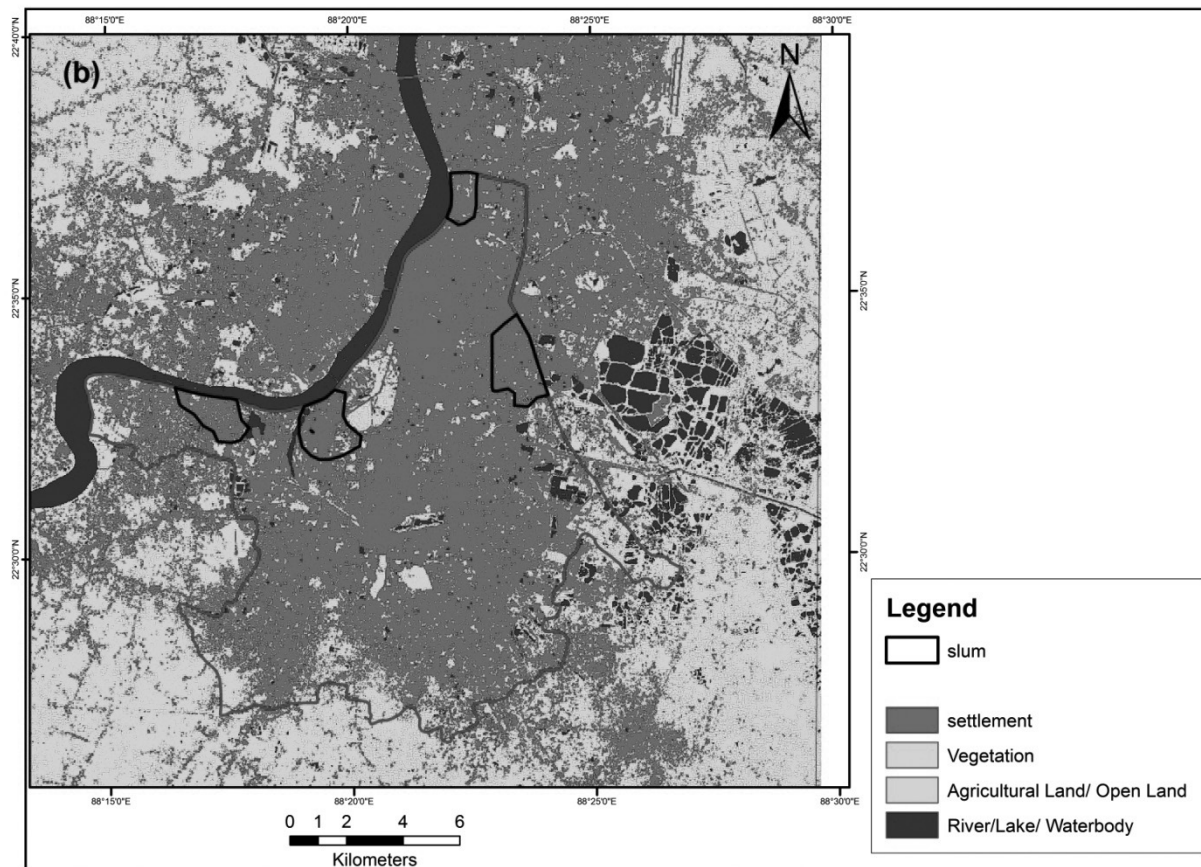 88°15'0"E 88°20'0"E 88°25'0"E 88°30'0"E
22°40'0"N
(b)
N
22°35'0"N 22°35'0"N
22°30'0"N 22°30'0"N
88°15'0"E 88°20'0"E 88°25'0"E 88°30'0"E
0 1 2 4 6
Kilometers
Legend
slum
settlement
Vegetation
Agricultural Land/ Open Land
River/Lake/ Waterbody